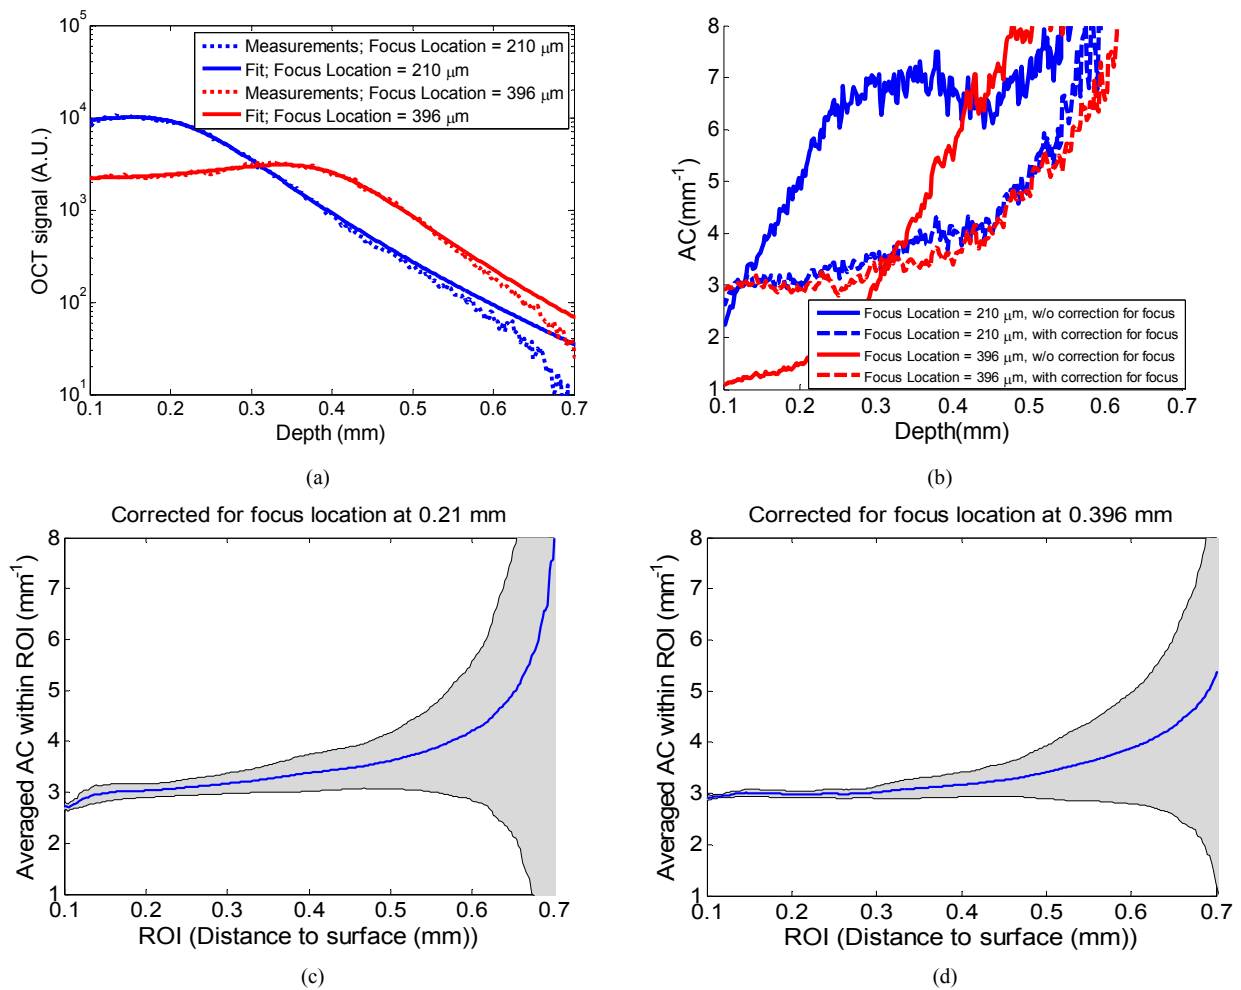 10^5
10^4
10^3
10^2
10^1
OCT signal (A.U.)
Measurements; Focus Location = 210 μm
Fit; Focus Location = 210 μm
Measurements; Focus Location = 396 μm
Fit; Focus Location = 396 μm
0.1 0.2 0.3 0.4 0.5 0.6 0.7
Depth (mm)
(a)
8
7
6
5
4
3
2
1
AC(mm^-1)
Focus Location = 210 μm, w/o correction for focus
Focus Location = 210 μm, with correction for focus
Focus Location = 396 μm, w/o correction for focus
Focus Location = 396 μm, with correction for focus
0.1 0.2 0.3 0.4 0.5 0.6 0.7
Depth(mm)
(b)
Corrected for focus location at 0.21 mm
8
7
6
5
4
3
2
1
Averaged AC within ROI (mm^-1)
0.1 0.2 0.3 0.4 0.5 0.6 0.7
ROI (Distance to surface (mm))
(c)
Corrected for focus location at 0.396 mm
8
7
6
5
4
3
2
1
Averaged AC within ROI (mm^-1)
0.1 0.2 0.3 0.4 0.5 0.6 0.7
ROI (Distance to surface (mm))
(d)